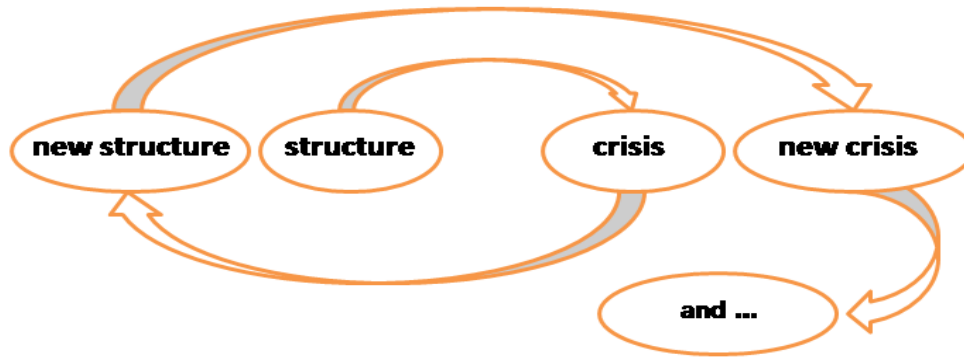 new structure
structure
crisis
new crisis
and ...